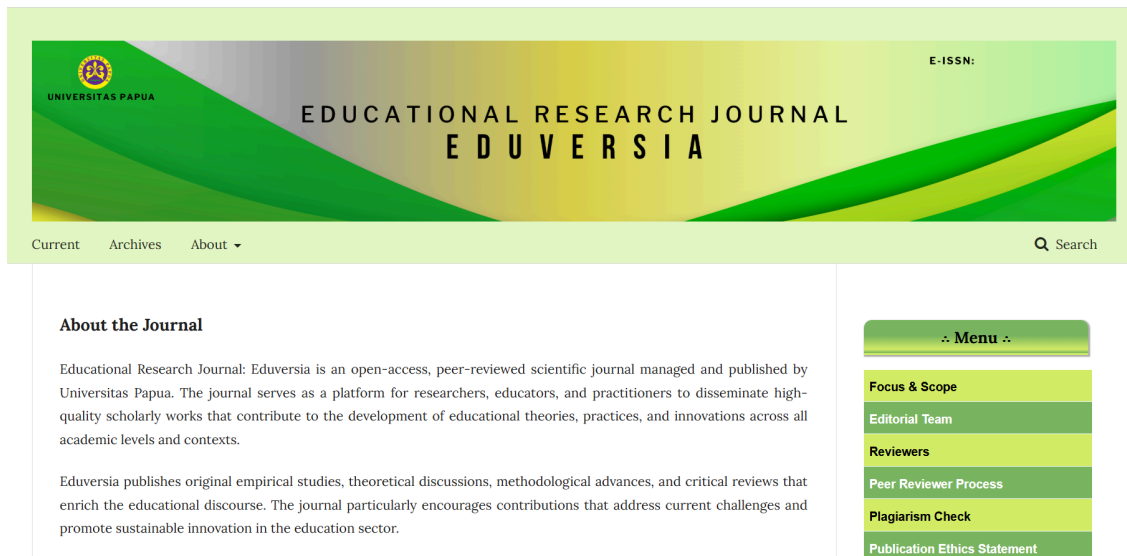 UNIVERSITAS PAPUA
E-ISSN:
EDUCATIONAL RESEARCH JOURNAL
EDUVERSIA
Current Archives About Search
About the Journal
Educational Research Journal: Eduversia is an open-access, peer-reviewed scientific journal managed and published by
Universitas Papua. The journal serves as a platform for researchers, educators, and practitioners to disseminate high-
quality scholarly works that contribute to the development of educational theories, practices, and innovations across all
academic levels and contexts.
Eduversia publishes original empirical studies, theoretical discussions, methodological advances, and critical reviews that
enrich the educational discourse. The journal particularly encourages contributions that address current challenges and
promote sustainable innovation in the education sector.
∴ Menu ∴
Focus & Scope
Editorial Team
Reviewers
Peer Reviewer Process
Plagiarism Check
Publication Ethics Statement